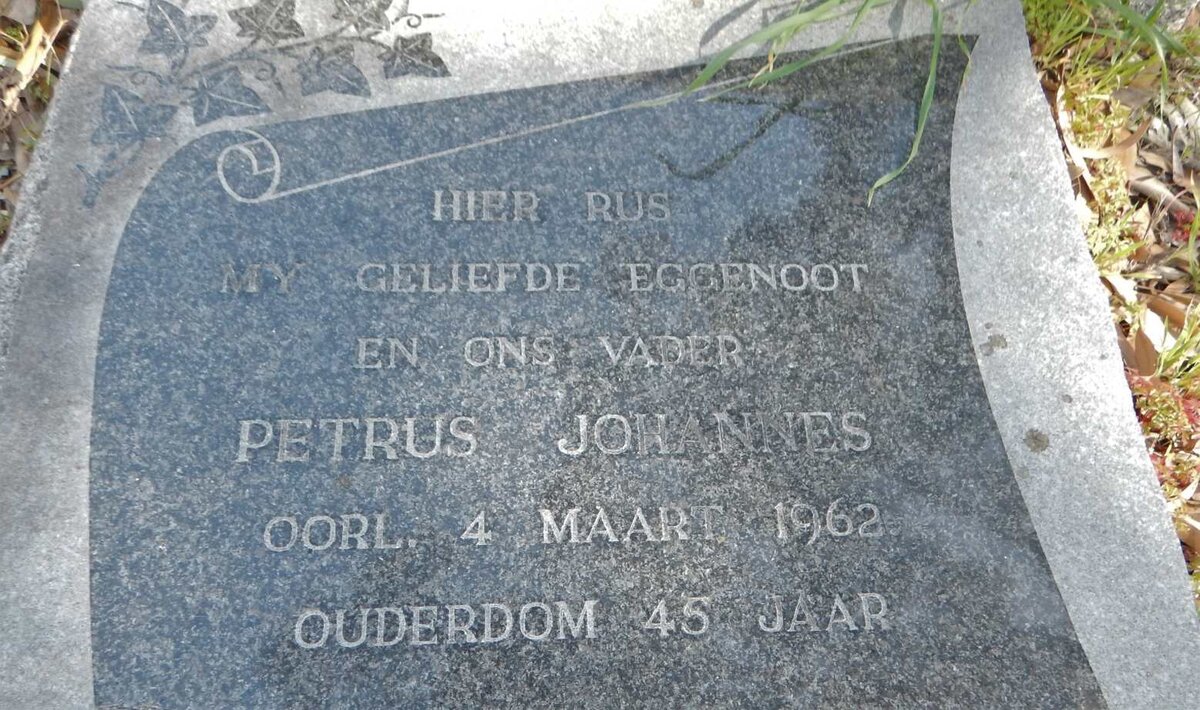 HIER RUS
MY GELIEFDE EGGENOOT
EN ONS VADER
PETRUS JOHANNES
OORL. 4 MAART 1962
OUDERDOM 45 JAAR